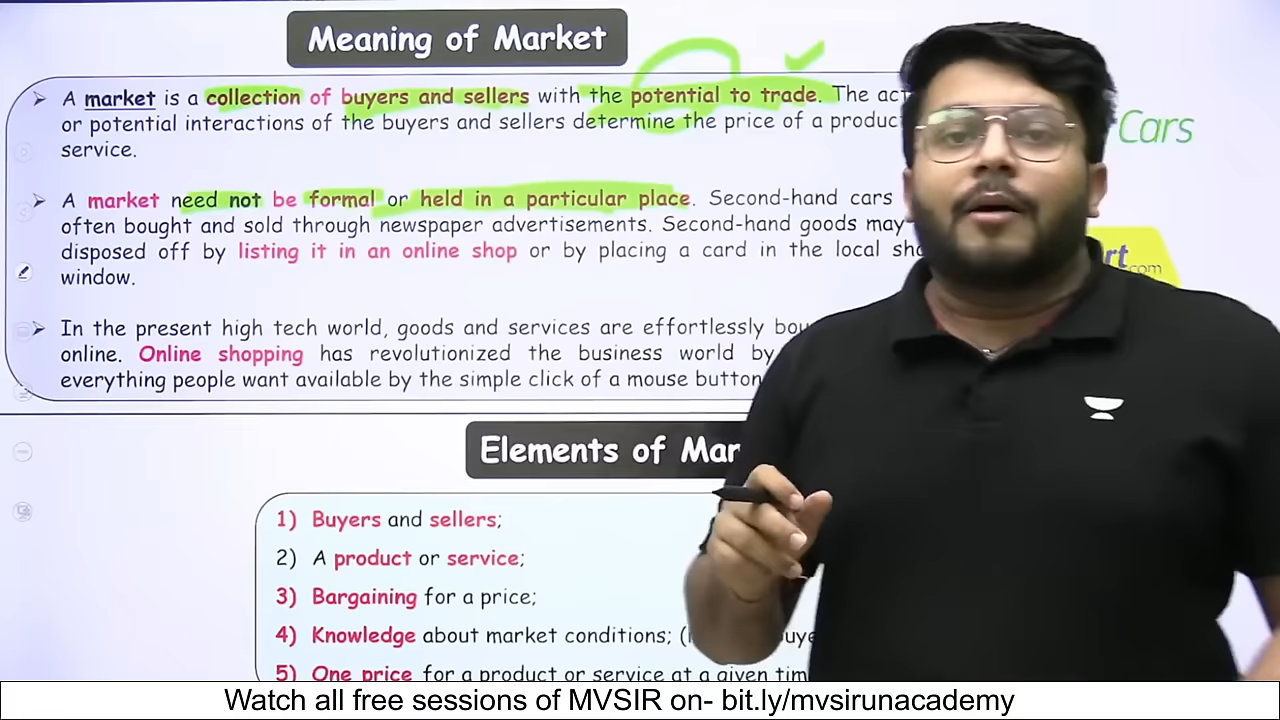 Meaning of Market
A market is a collection of buyers and sellers with the potential to trade. The
or potential interactions of the buyers and sellers determine the price of a
service.
Cars
A market need not be formal or held in a particular place. Second-hand cars
often bought and sold through newspaper advertisements. Second-hand goods may
disposed off by listing it in an online shop or by placing a card in the local
window.
.com
In the present high tech world, goods and services are effortlessly
online. Online shopping has revolutionized the business world by
everything people want available by the simple click of a mouse button
Elements of
1) Buyers and sellers;
2) A product or service;
3) Bargaining for a price;
4) Knowledge about market conditions;
5) One price for a product or service at a given
Watch all free sessions of MVSIR on- bit.ly/mvsirunacademy